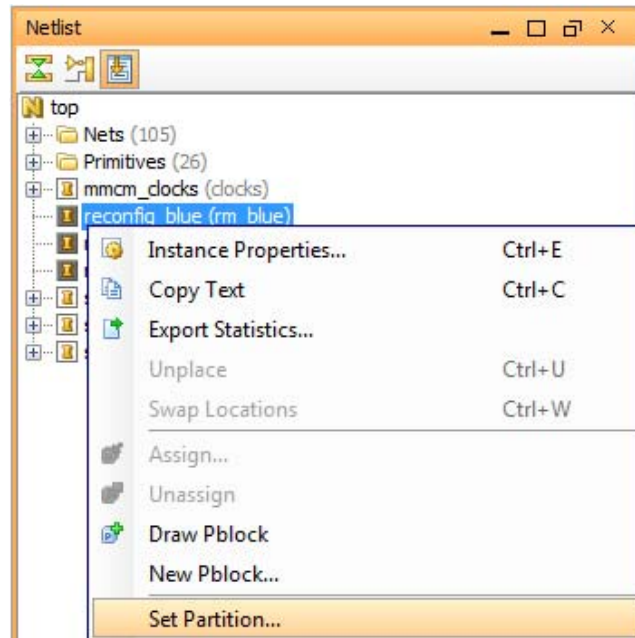 Netlist
N top
Nets (105)
Primitives (26)
mmcm_clocks (clocks)
reconfig_blue (rm_blue)
Instance Properties... Ctrl+E
Copy Text Ctrl+C
Export Statistics...
Unplace Ctrl+U
Swap Locations Ctrl+W
Assign...
Unassign
Draw Pblock
New Pblock...
Set Partition...